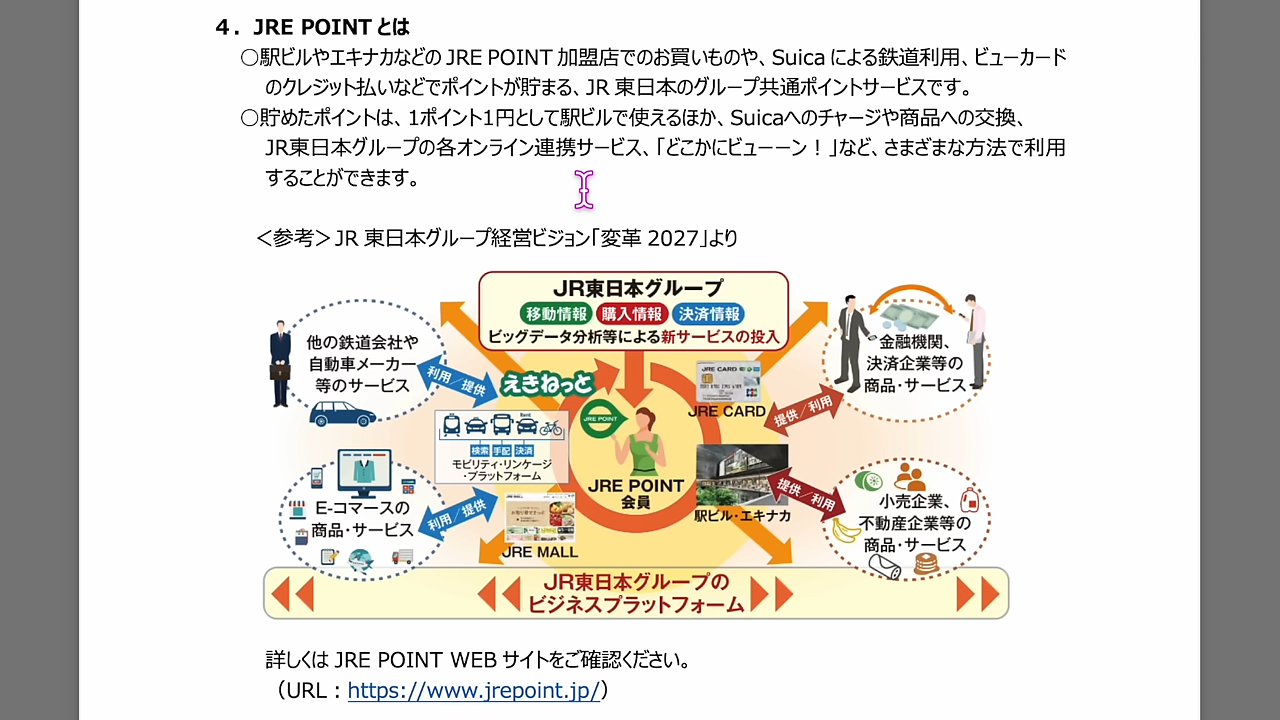 ４．JRE POINTとは
○駅ビルやエキナカなどの JRE POINT 加盟店でのお買いものや、Suica による鉄道利用、ビューカード
のクレジット払いなどでポイントが貯まる、JR 東日本のグループ共通ポイントサービスです。
○貯めたポイントは、1ポイント1円として駅ビルで使えるほか、Suicaへのチャージや商品への交換、
JR東日本グループの各オンライン連携サービス、「どこかにビューーン！」など、さまざまな方法で利用
することができます。
＜参考＞JR 東日本グループ経営ビジョン「変革 2027」より
JR東日本グループ
移動情報 購入情報 決済情報
ビッグデータ分析等による新サービスの投入
他の鉄道会社や
自動車メーカー
等のサービス
利用／提供
えきねっと
Rent
検索 手配 決済
モビリティ・リンケージ
・プラットフォーム
E-コマースの
商品・サービス
利用／提供
JRE MALL
JRE MALL
JRE POINT
JRE POINT
会員
JRE CARD
JRE CARD
駅ビル・エキナカ
提供／利用
金融機関、
決済企業等の
商品・サービス
提供／利用
小売企業、
不動産企業等の
商品・サービス
JR東日本グループの
ビジネスプラットフォーム
詳しくは JRE POINT WEB サイトをご確認ください。
（URL：https://www.jrepoint.jp/）